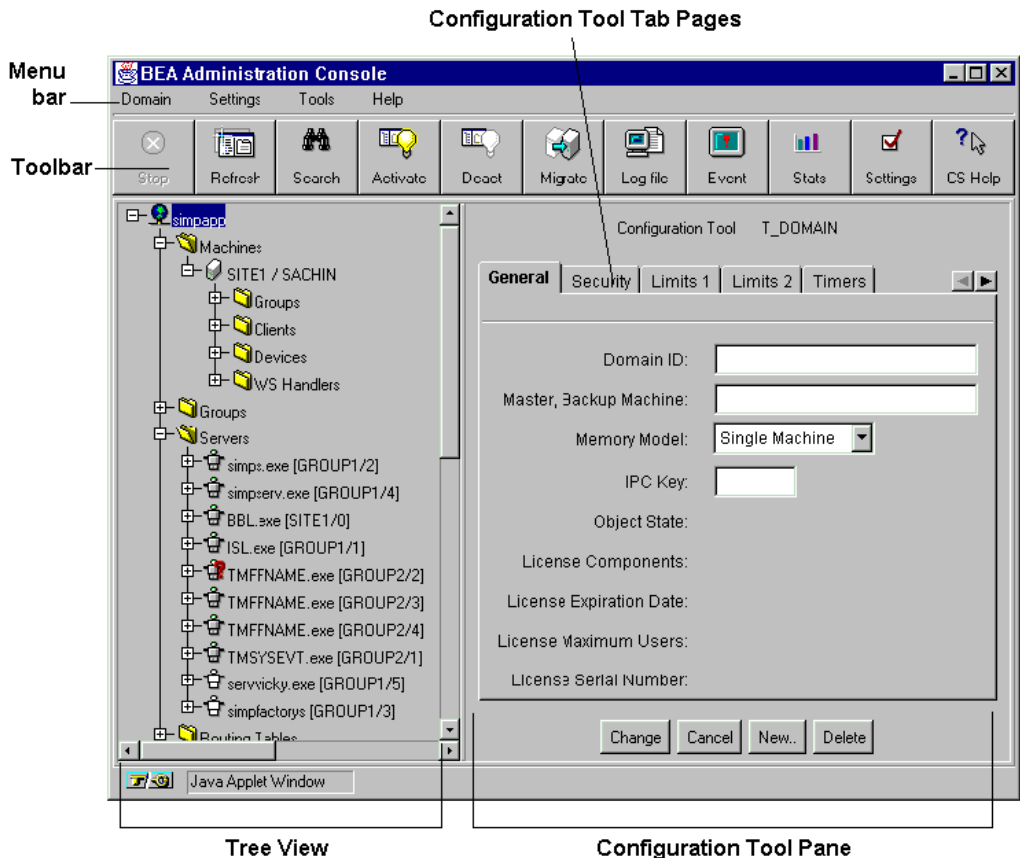 Configuration Tool Tab Pages
Menu bar
BEA Administration Console
Domain Settings Tools Help
Toolbar
Stop Refresh Search Activate Deact Migrate Log file Event Stats Settings CS Help
simpapp
Machines
SITE1 / SACHIN
Groups
Clients
Devices
WS Handlers
Groups
Servers
simps.exe [GROUP1/2]
simpserv.exe [GROUP1/4]
BBL.exe [SITE1/0]
ISL.exe [GROUP1/1]
TMFFNAME.exe [GROUP2/2]
TMFFNAME.exe [GROUP2/3]
TMFFNAME.exe [GROUP2/4]
TMSYSEVT.exe [GROUP2/1]
servvicky.exe [GROUP1/5]
simpfactorys [GROUP1/3]
Routing Tables
Configuration Tool T_DOMAIN
General Security Limits 1 Limits 2 Timers
Domain ID:
Master, Backup Machine:
Memory Model: Single Machine
IPC Key:
Object State:
License Components:
License Expiration Date:
License Maximum Users:
License Serial Number:
Change Cancel New.. Delete
Java Applet Window
Tree View
Configuration Tool Pane